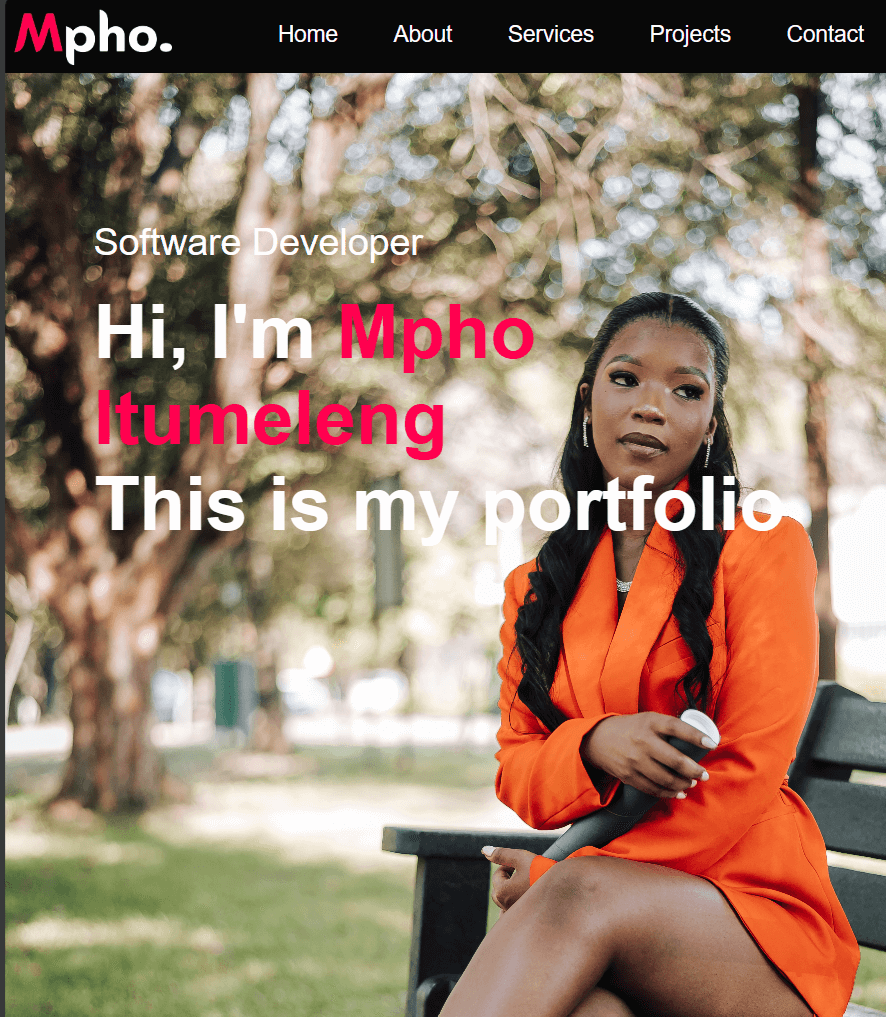 Mpho.
Home About Services Projects Contact
Software Developer
Hi, I'm Mpho
Itumeleng
This is my portfolio